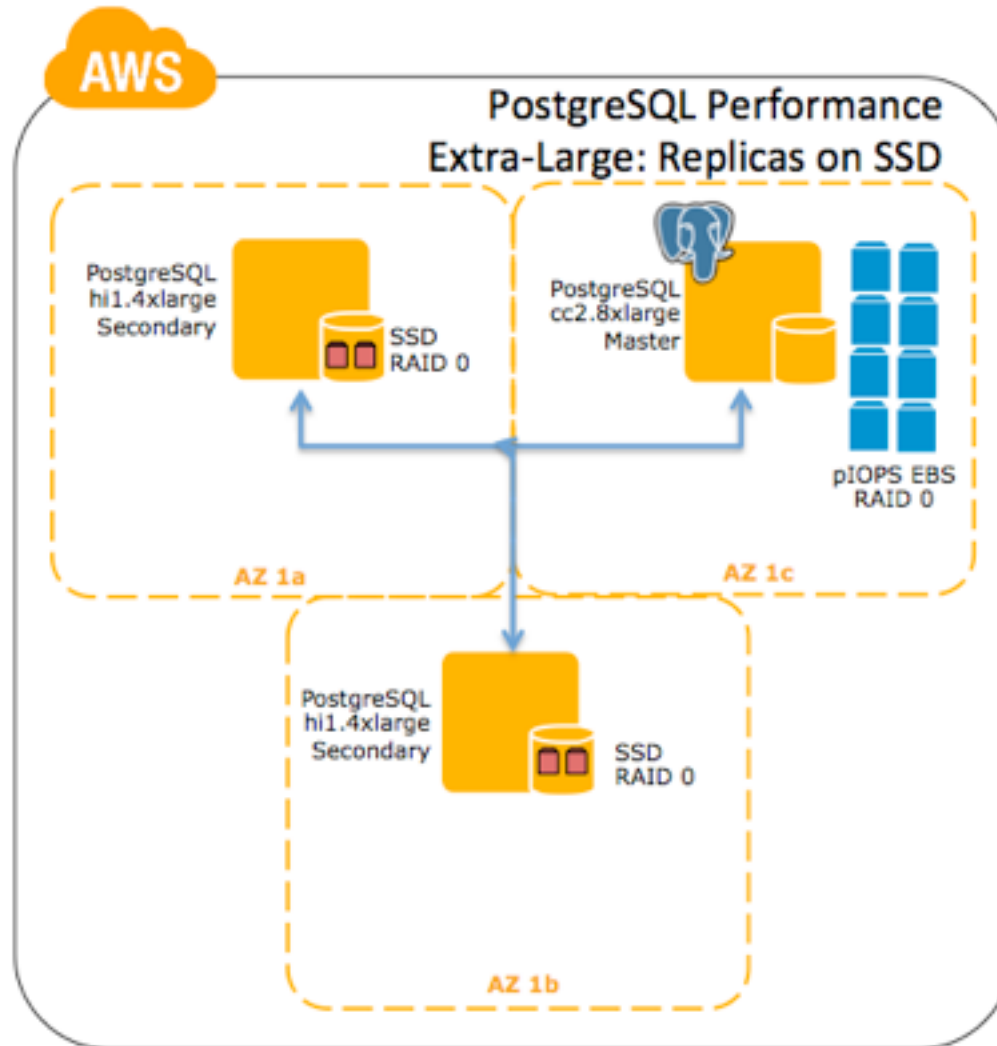 AWS
PostgreSQL Performance
Extra-Large: Replicas on SSD
PostgreSQL
hi1.4xlarge
Secondary
SSD
RAID 0
AZ 1a
PostgreSQL
cc2.8xlarge
Master
pIOPS EBS
RAID 0
AZ 1c
PostgreSQL
hi1.4xlarge
Secondary
SSD
RAID 0
AZ 1b